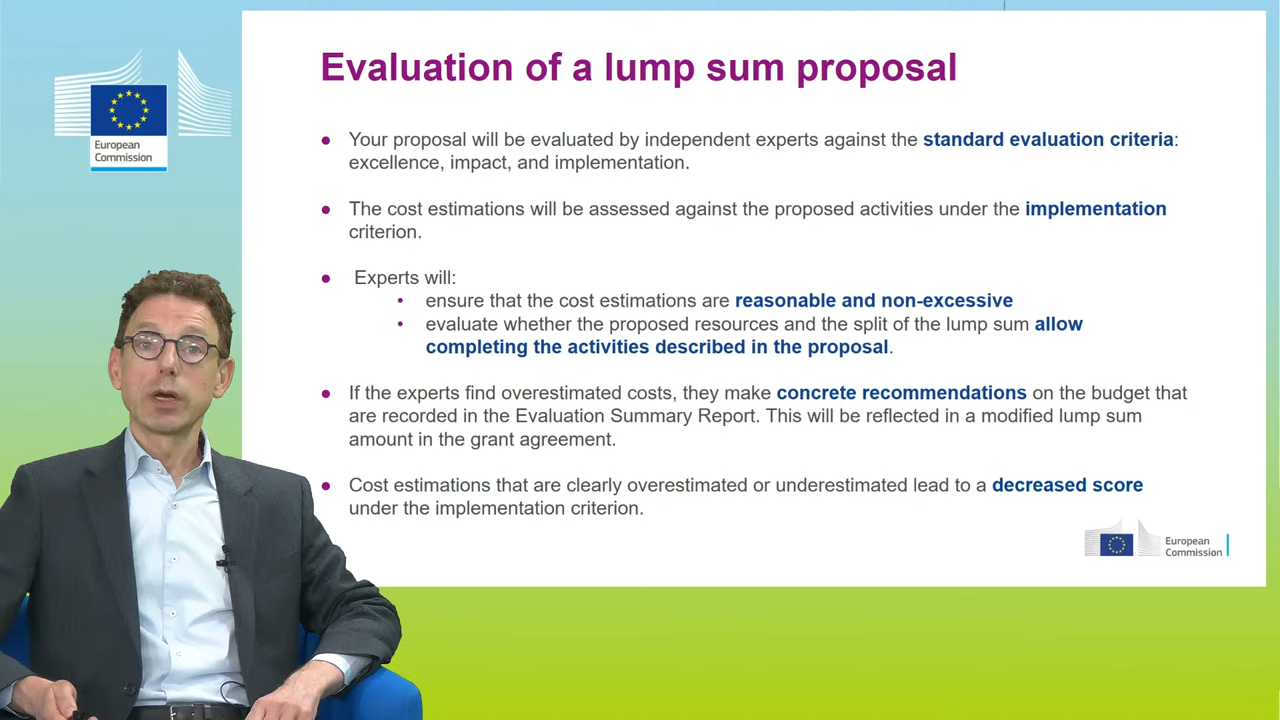 Evaluation of a lump sum proposal
European
Commission
• Your proposal will be evaluated by independent experts against the standard evaluation criteria:
excellence, impact, and implementation.
• The cost estimations will be assessed against the proposed activities under the implementation
criterion.
• Experts will:
• ensure that the cost estimations are reasonable and non-excessive
• evaluate whether the proposed resources and the split of the lump sum allow
completing the activities described in the proposal.
• If the experts find overestimated costs, they make concrete recommendations on the budget that
are recorded in the Evaluation Summary Report. This will be reflected in a modified lump sum
amount in the grant agreement.
• Cost estimations that are clearly overestimated or underestimated lead to a decreased score
under the implementation criterion.
European
Commission